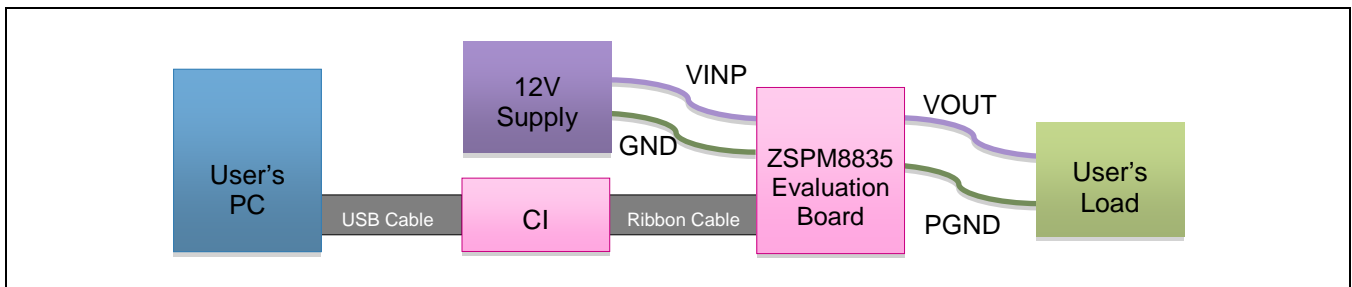 User's
PC
USB Cable
12V
Supply
CI
VINP
GND
Ribbon Cable
ZSPM8835
Evaluation
Board
VOUT
PGND
User's
Load